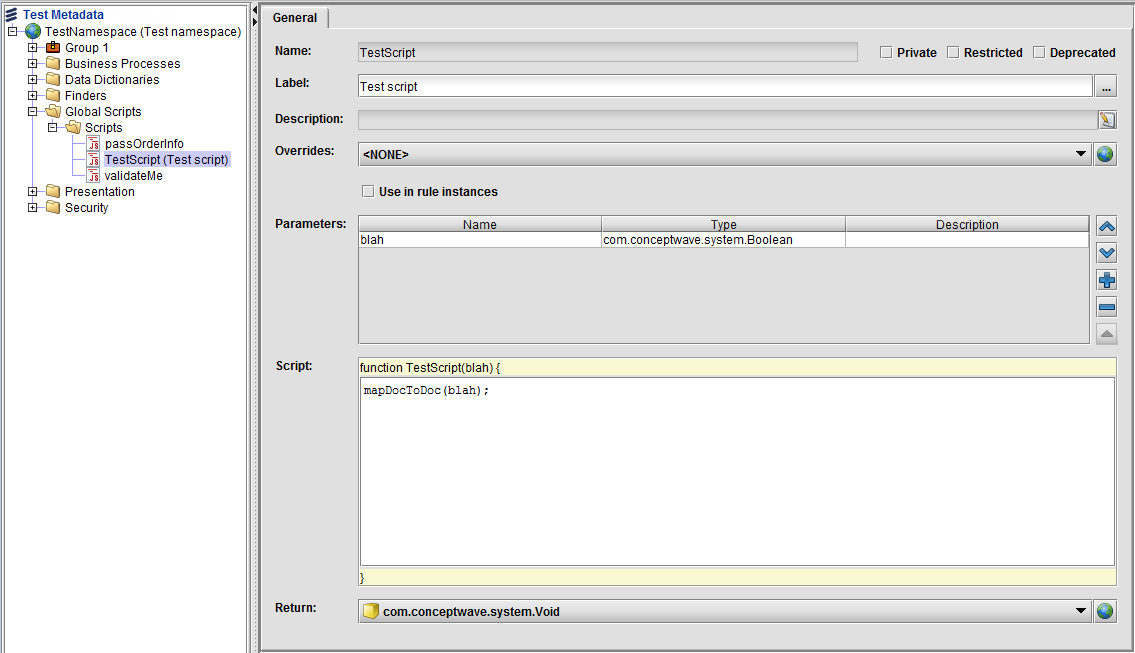 Test Metadata
TestNamespace (Test namespace)
Group 1
Business Processes
Data Dictionaries
Finders
Global Scripts
Scripts
passOrderInfo
TestScript (Test script)
validateMe
Presentation
Security
General
Name: TestScript Private Restricted Deprecated
Label: Test script ...
Description:
Overrides: <NONE>
Use in rule instances
Parameters: Name Type Description
blah com.conceptwave.system.Boolean
Script: function TestScript(blah) {
mapDocToDoc(blah);
}
Return: com.conceptwave.system.Void